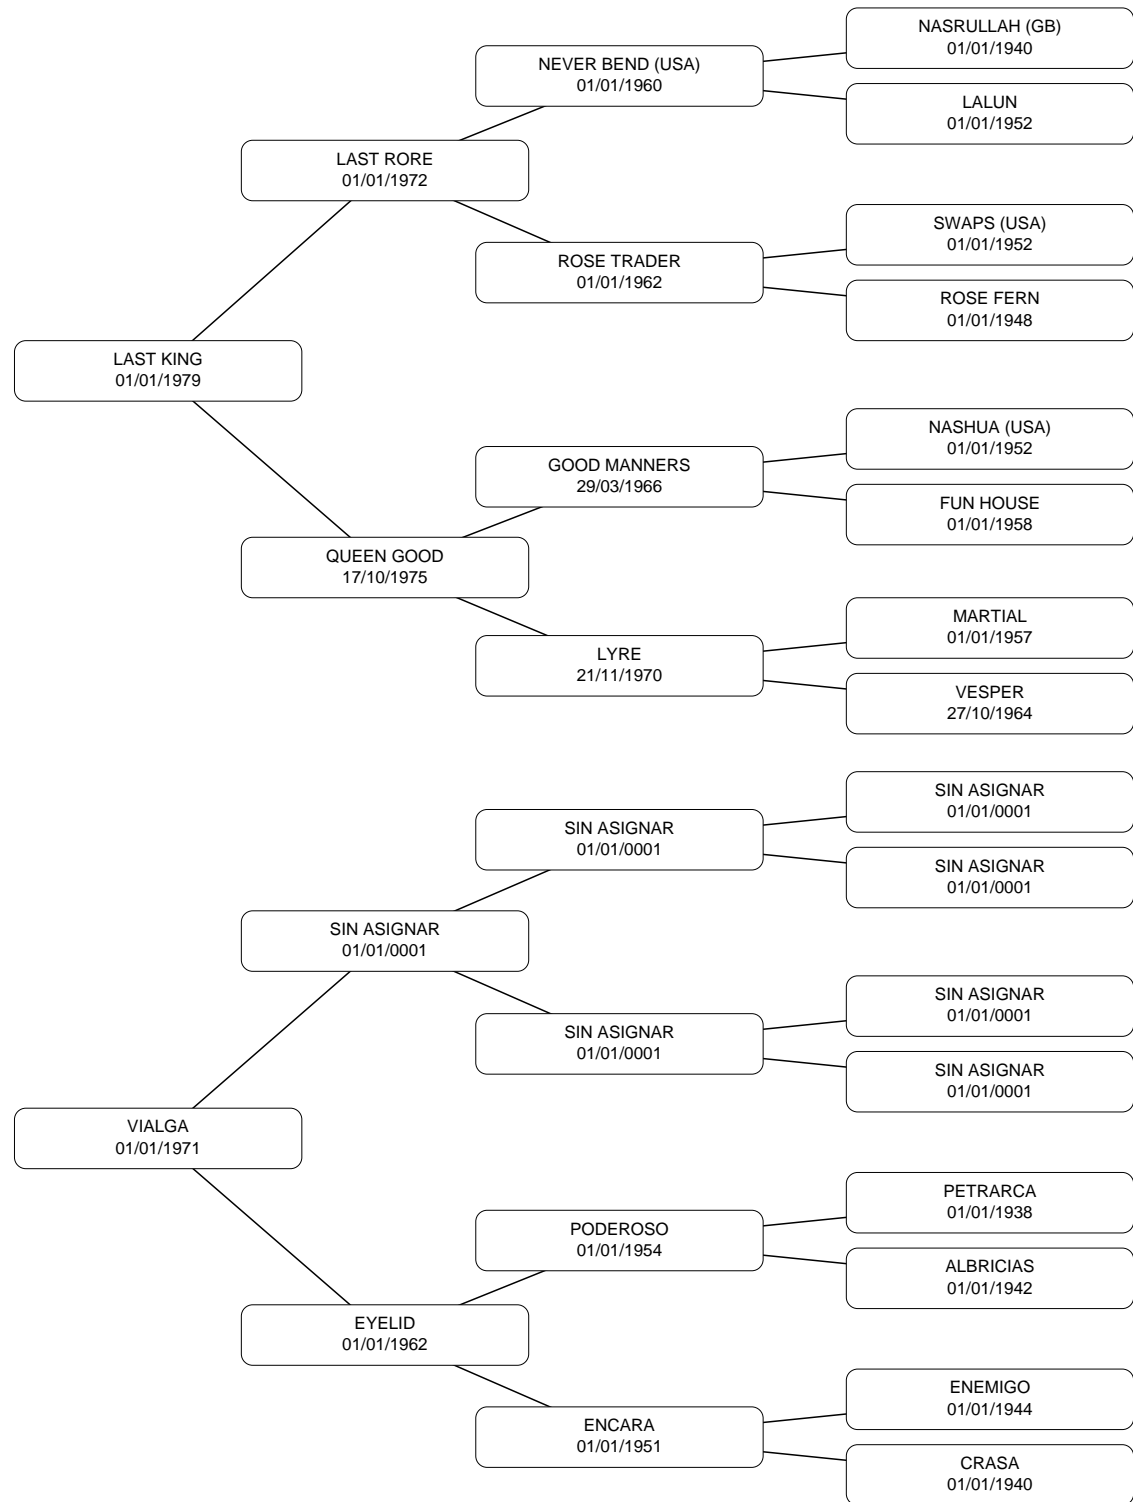 NASRULLAH (GB)
01/01/1940
NEVER BEND (USA)
01/01/1960
LALUN
01/01/1952
LAST RORE
01/01/1972
SWAPS (USA)
01/01/1952
ROSE TRADER
01/01/1962
ROSE FERN
01/01/1948
LAST KING
01/01/1979
NASHUA (USA)
01/01/1952
GOOD MANNERS
29/03/1966
FUN HOUSE
01/01/1958
QUEEN GOOD
17/10/1975
MARTIAL
01/01/1957
LYRE
21/11/1970
VESPER
27/10/1964
SIN ASIGNAR
01/01/0001
SIN ASIGNAR
01/01/0001
SIN ASIGNAR
01/01/0001
SIN ASIGNAR
01/01/0001
SIN ASIGNAR
01/01/0001
SIN ASIGNAR
01/01/0001
SIN ASIGNAR
01/01/0001
VIALGA
01/01/1971
PETRARCA
01/01/1938
PODEROSO
01/01/1954
ALBRICIAS
01/01/1942
EYELID
01/01/1962
ENEMIGO
01/01/1944
ENCARA
01/01/1951
CRASA
01/01/1940